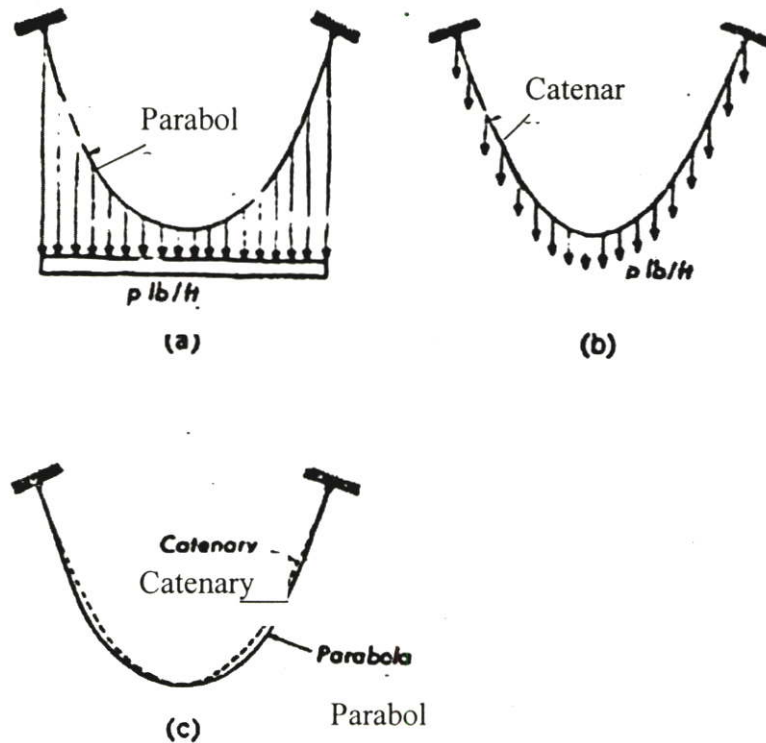 Parabol
p lb/ft
(a)
Catenar
p lb/ft
(b)
Catenary
Catenary
Parabola
Parabol
(c)